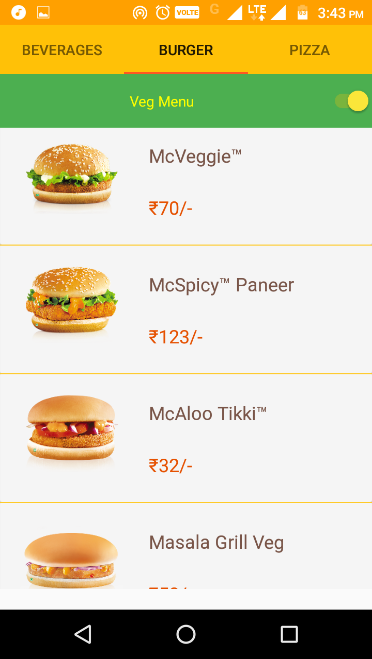 VOLTE G LTE 3:43 PM
BEVERAGES BURGER PIZZA
Veg Menu
McVeggie™
₹70/-
McSpicy™ Paneer
₹123/-
McAloo Tikki™
₹32/-
Masala Grill Veg